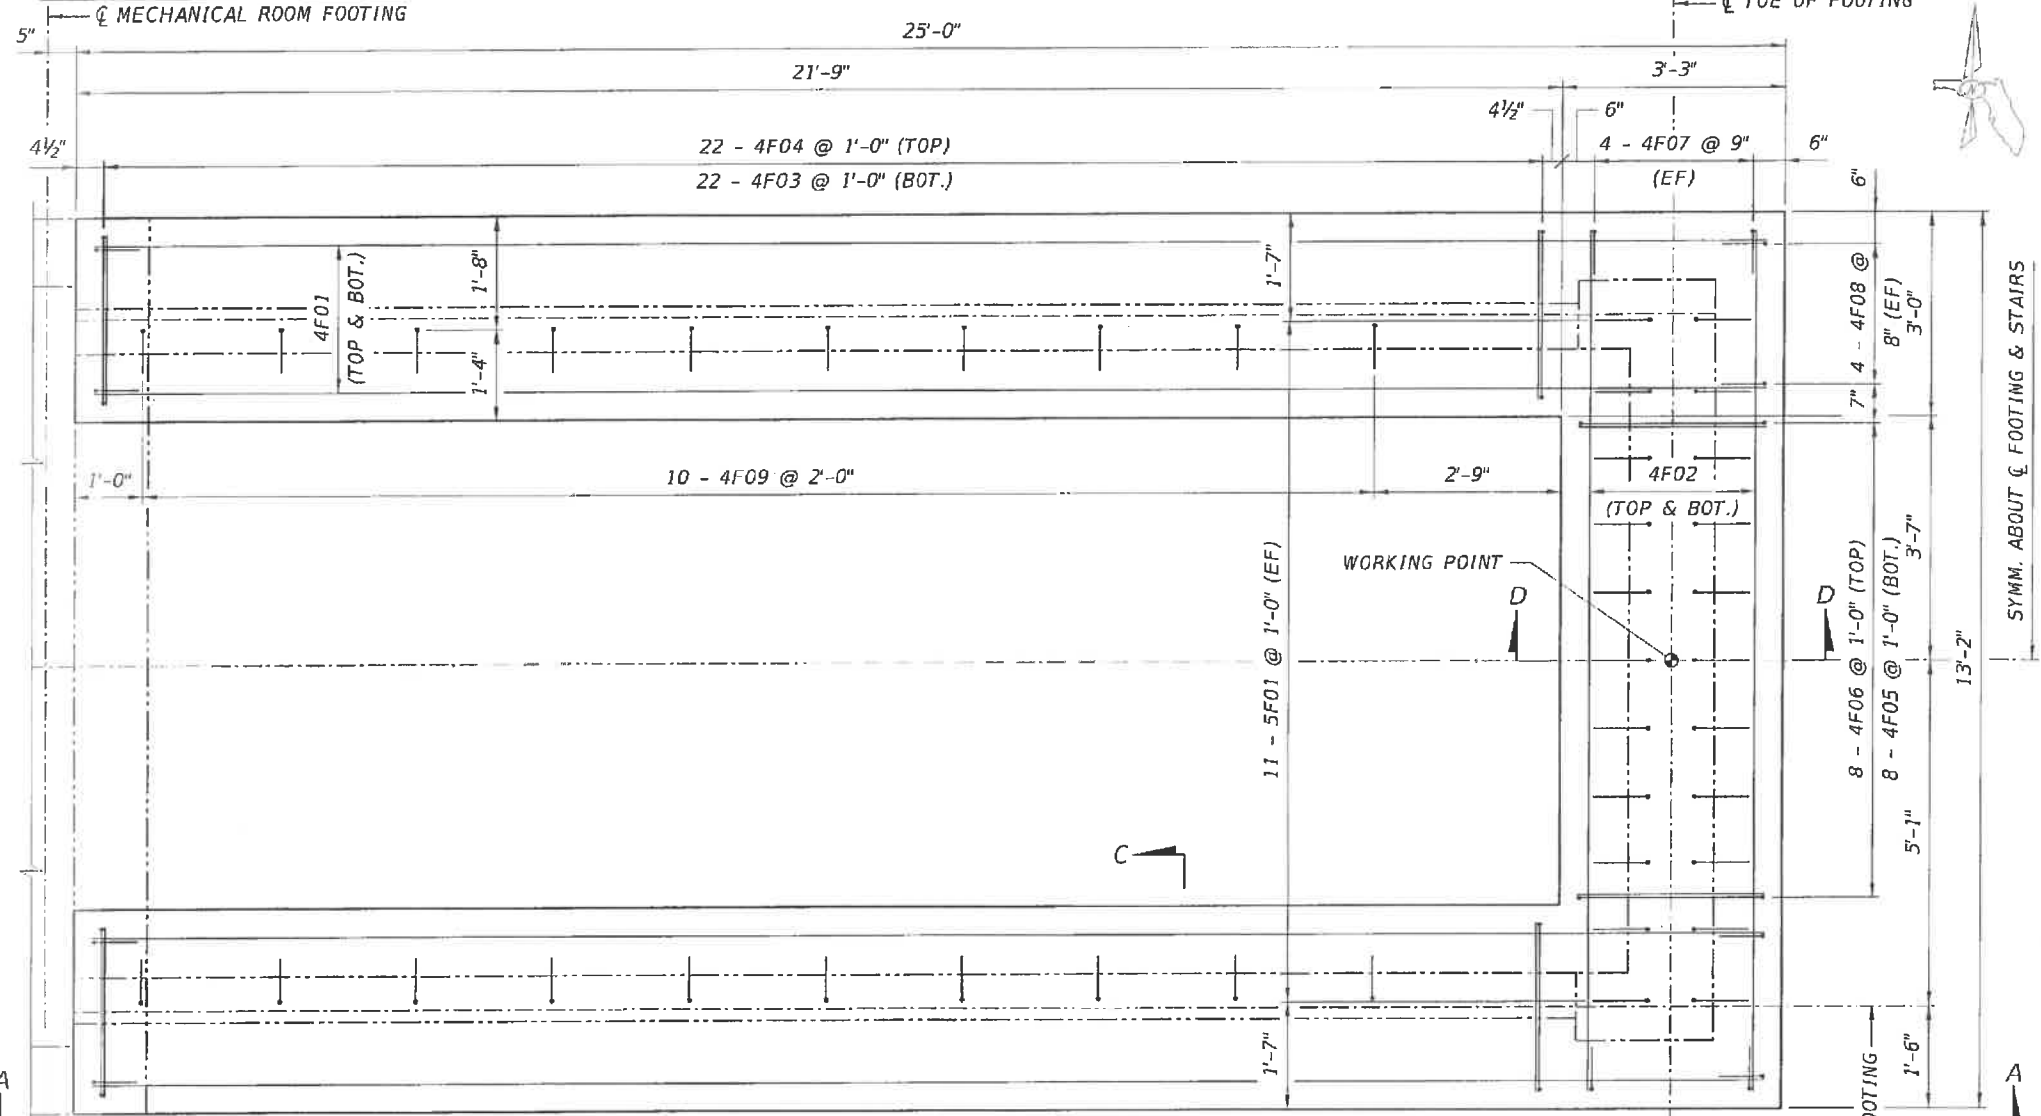 ℄ MECHANICAL ROOM FOOTING
℄ TOE OF FOOTING
5"
25'-0"
21'-9"
3'-3"
4½"
6"
4½"
22 - 4F04 @ 1'-0" (TOP)
22 - 4F03 @ 1'-0" (BOT.)
4 - 4F07 @ 9"
(EF)
6"
6"
4F01
(TOP & BOT.)
1'-8"
1'-4"
1'-7"
4 - 4F08 @
8" (EF)
3'-0"
7"
1'-0"
10 - 4F09 @ 2'-0"
2'-9"
4F02
(TOP & BOT.)
11 - 5F01 @ 1'-0" (EF)
WORKING POINT
D
D
8 - 4F06 @ 1'-0" (TOP)
8 - 4F05 @ 1'-0" (BOT.)
3'-7"
13'-2"
SYMM. ABOUT ℄ FOOTING & STAIRS
C
5'-1"
1'-7"
1'-6"
A
A